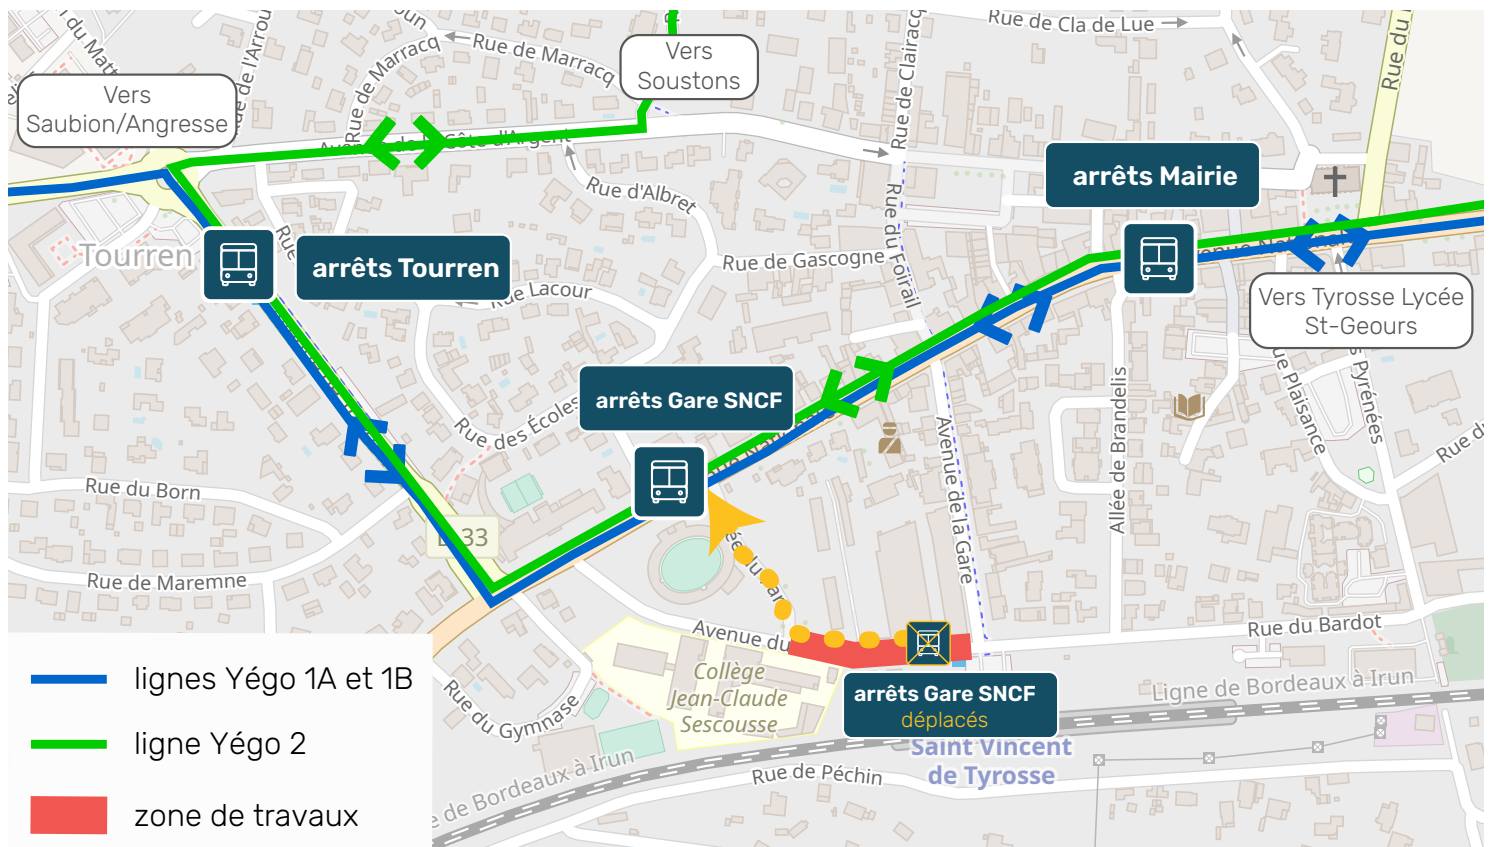 Rue de Cla de Lue
Rue de Marracq
Rue de Marracq
Rue de Clairacq
Vers
Soustons
Vers
Saubion/Angresse
arrêts Mairie
Rue d'Albret
Rue du Foirail
Tourren
Rue
arrêts Tourren
Rue de Gascogne
Rue Lacour
Vers Tyrosse Lycée
St-Geours
arrêts Gare SNCF
Rue des Écoles
Avenue de la Gare
Allée de Brandelis
Plaisance
Pyrénées
Rue du Born
33
Rue de Maremne
Avenue du
Rue du Bardot
Collège
Jean-Claude
Sescousse
arrêts Gare SNCF
déplacés
Ligne de Bordeaux à Irun
Rue du Gymnase
Saint Vincent
de Tyrosse
Rue de Péchin
de Bordeaux à Irun
lignes Yégo 1A et 1B
ligne Yégo 2
zone de travaux